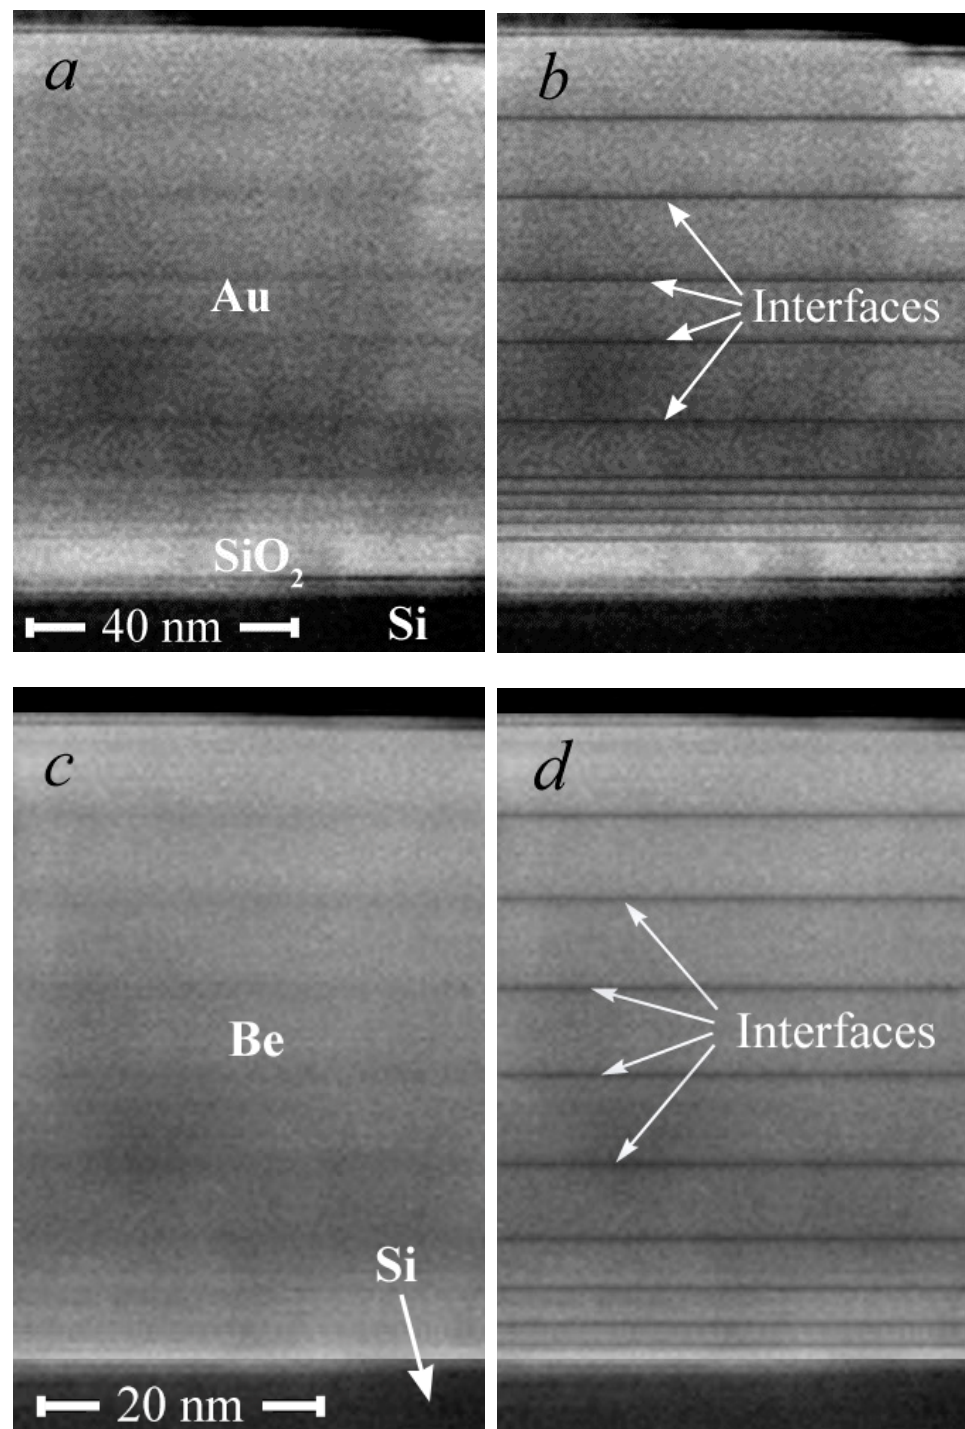 a
b
Au
Interfaces
SiO₂
40 nm
Si
c
d
Be
Interfaces
Si
20 nm